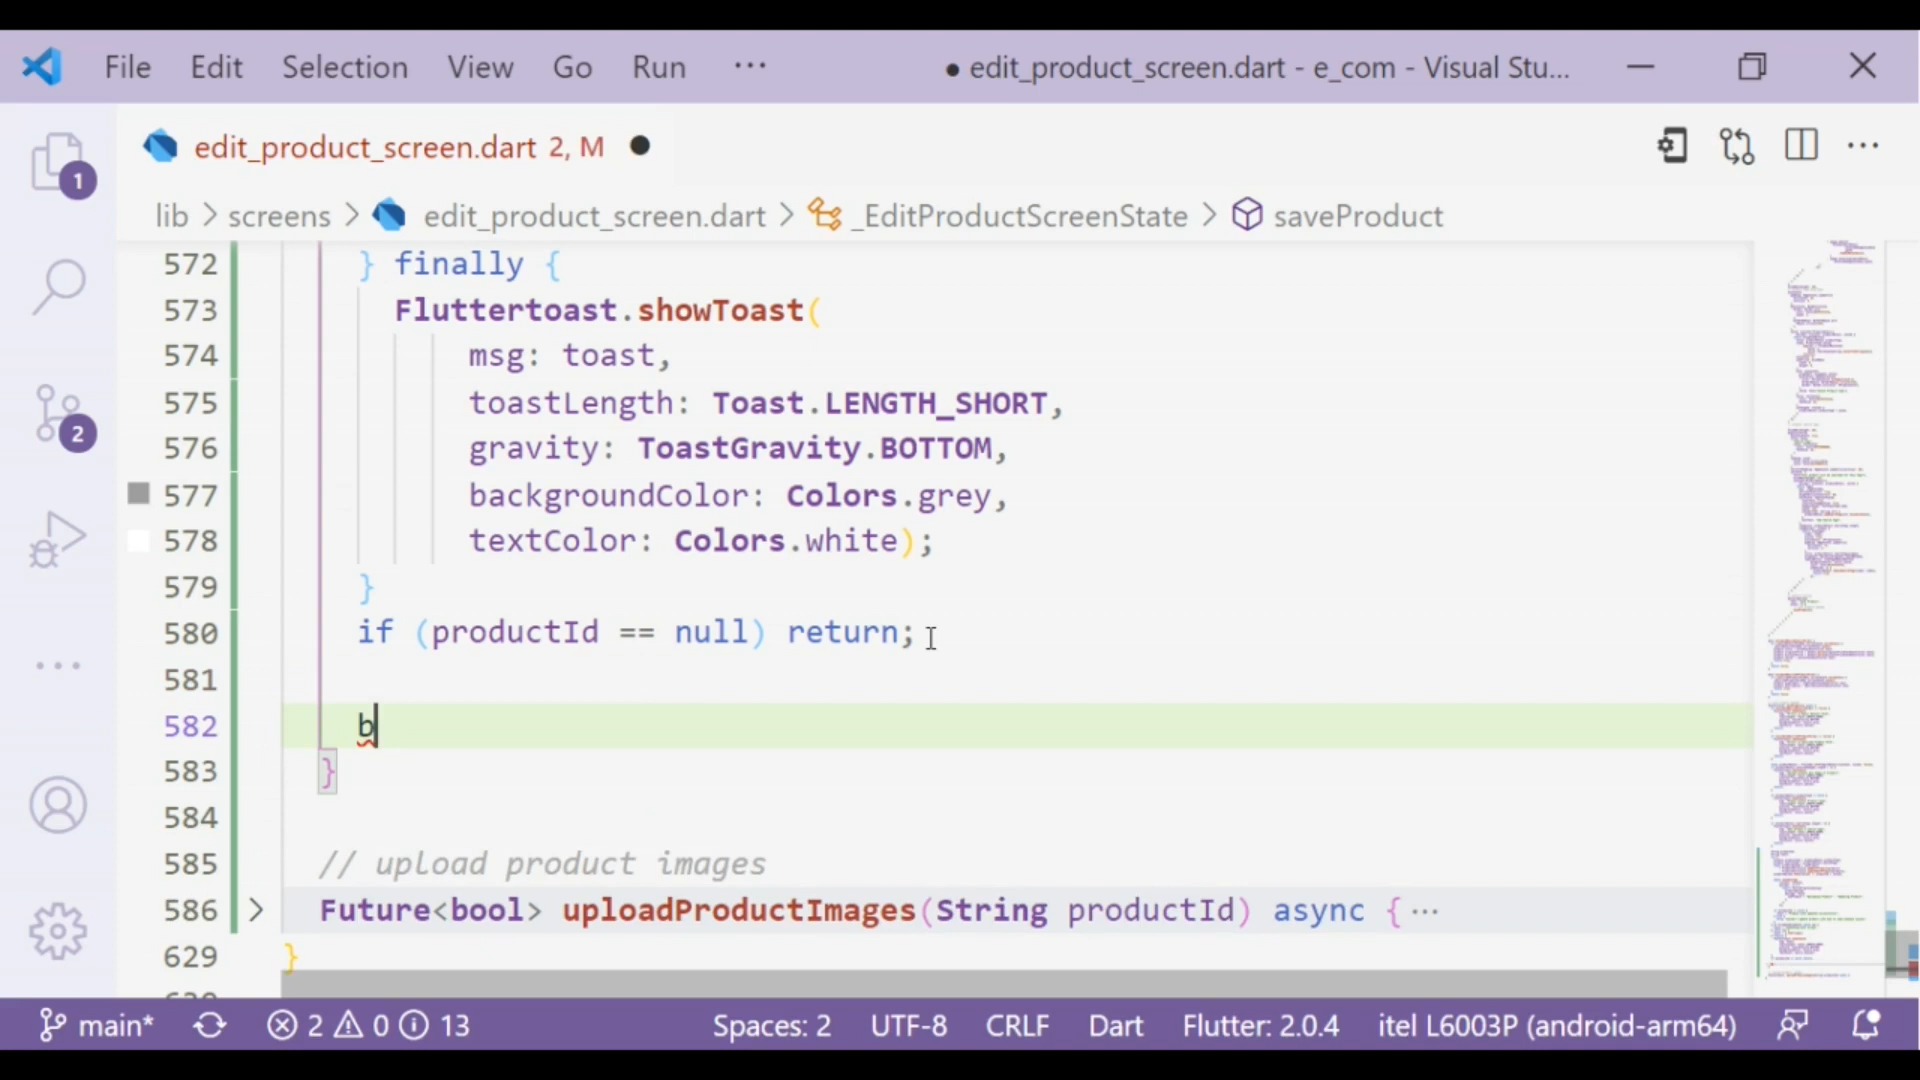 File Edit Selection View Go Run ··· ● edit_product_screen.dart - e_com - Visual Stu...
edit_product_screen.dart 2, M ●
1
lib > screens > edit_product_screen.dart > _EditProductScreenState > saveProduct
572 } finally {
573 Fluttertoast.showToast(
574 msg: toast,
575 toastLength: Toast.LENGTH_SHORT,
2
576 gravity: ToastGravity.BOTTOM,
577 backgroundColor: Colors.grey,
578 textColor: Colors.white);
579 }
580 if (productId == null) return;
581
582 b
583 }
584
585 // upload product images
586 > Future<bool> uploadProductImages(String productId) async {···
629 }
main* 2 0 13 Spaces: 2 UTF-8 CRLF Dart Flutter: 2.0.4 itel L6003P (android-arm64)